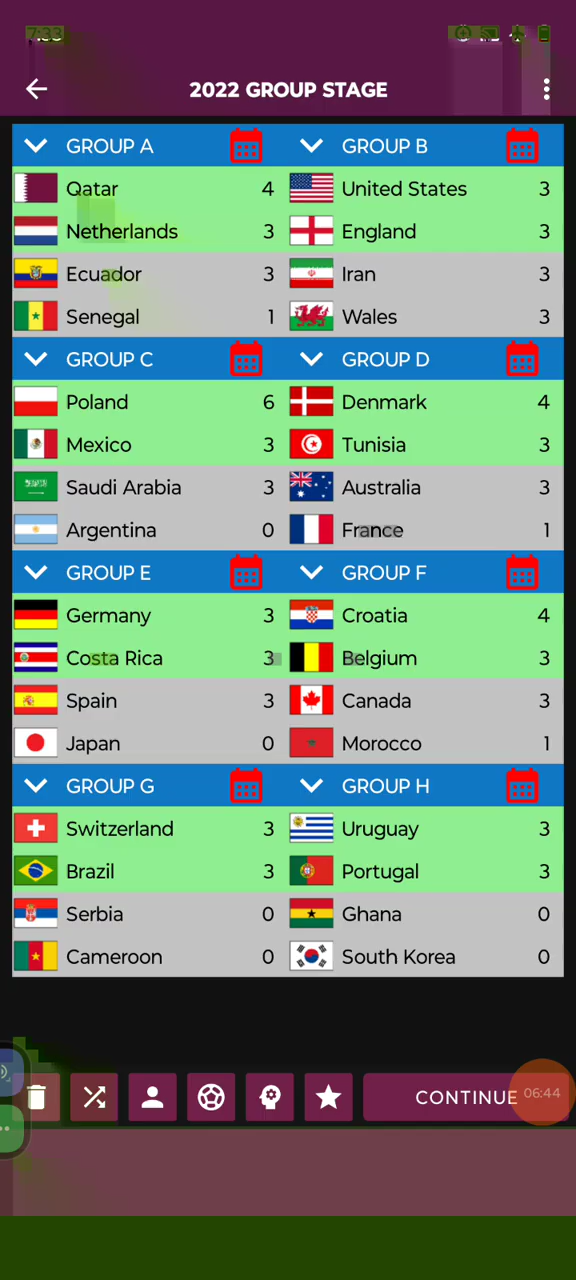 7:33
2022 GROUP STAGE
GROUP A GROUP B
Qatar 4 United States 3
Netherlands 3 England 3
Ecuador 3 Iran 3
Senegal 1 Wales 3
GROUP C GROUP D
Poland 6 Denmark 4
Mexico 3 Tunisia 3
Saudi Arabia 3 Australia 3
Argentina 0 France 1
GROUP E GROUP F
Germany 3 Croatia 4
Costa Rica 3 Belgium 3
Spain 3 Canada 3
Japan 0 Morocco 1
GROUP G GROUP H
Switzerland 3 Uruguay 3
Brazil 3 Portugal 3
Serbia 0 Ghana 0
Cameroon 0 South Korea 0
CONTINUE 06:44